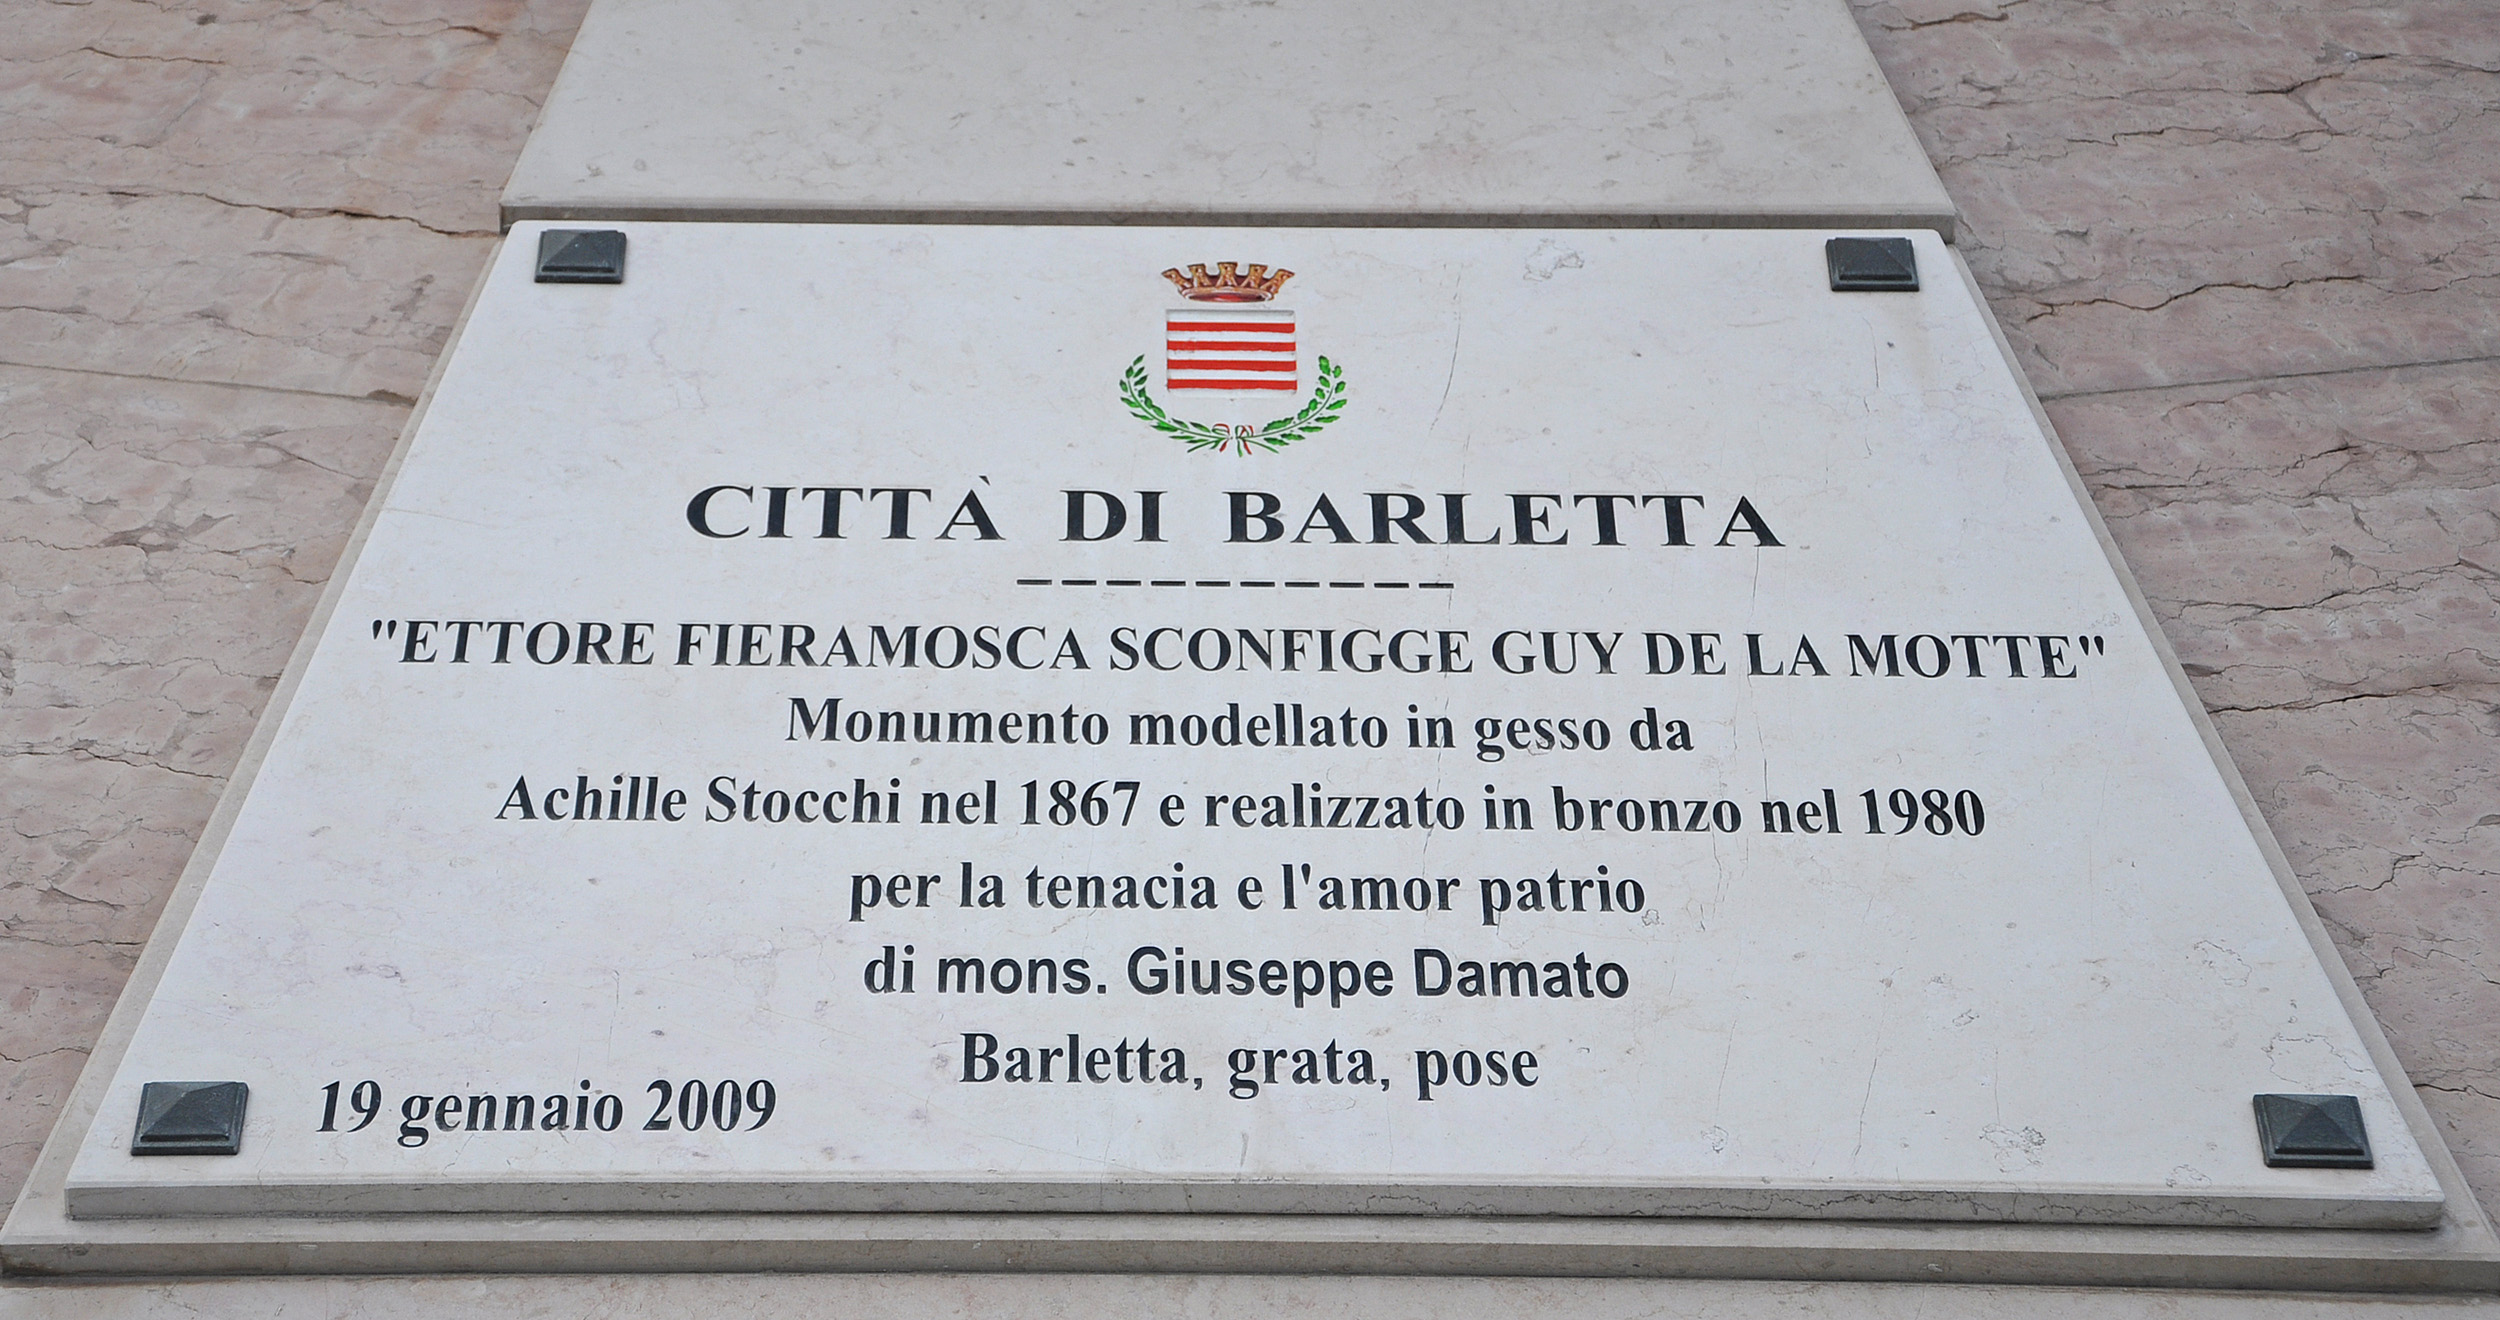 CITTÀ DI BARLETTA
----------
"ETTORE FIERAMOSCA SCONFIGGE GUY DE LA MOTTE"
Monumento modellato in gesso da
Achille Stocchi nel 1867 e realizzato in bronzo nel 1980
per la tenacia e l'amor patrio
di mons. Giuseppe Damato
Barletta, grata, pose
19 gennaio 2009